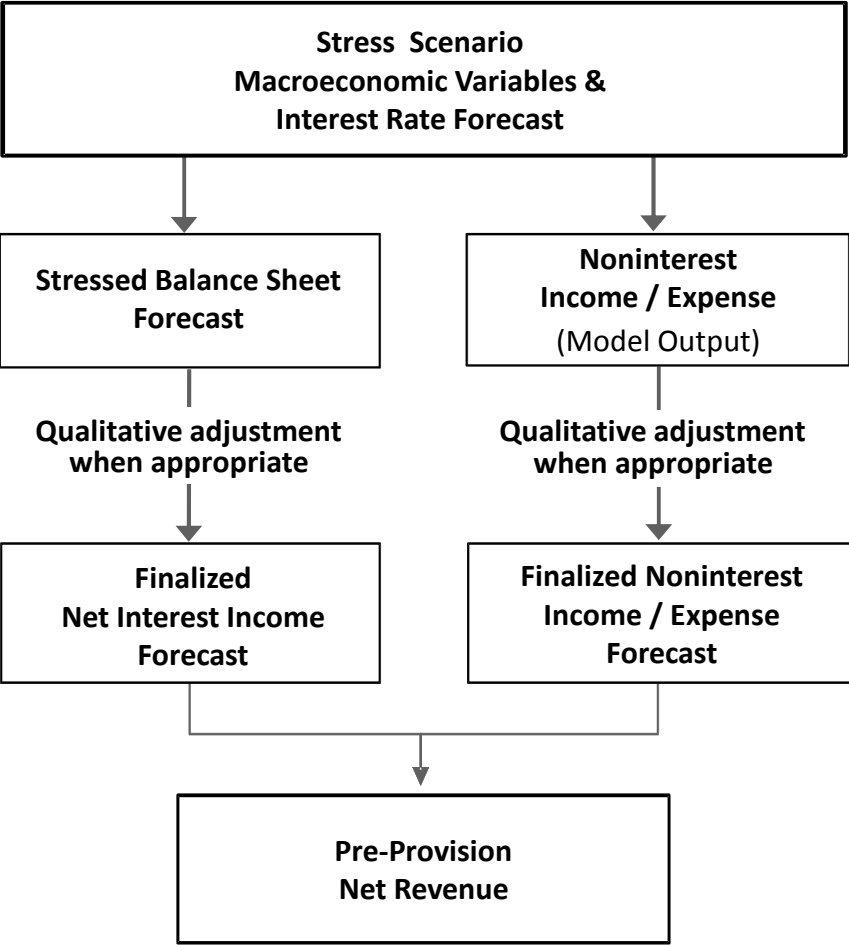 Stress Scenario
Macroeconomic Variables &
Interest Rate Forecast
Stressed Balance Sheet
Forecast
Noninterest
Income / Expense
(Model Output)
Qualitative adjustment
when appropriate
Qualitative adjustment
when appropriate
Finalized
Net Interest Income
Forecast
Finalized Noninterest
Income / Expense
Forecast
Pre-Provision
Net Revenue